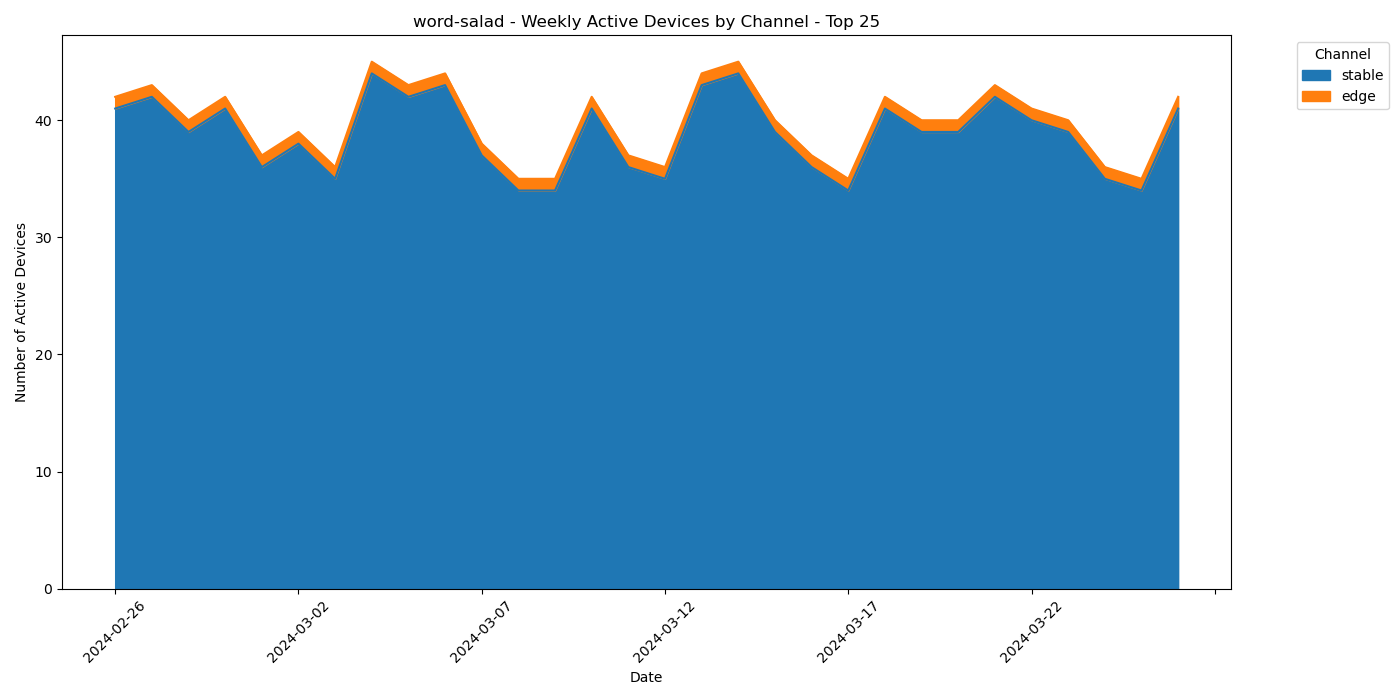 word-salad - Weekly Active Devices by Channel - Top 25
Channel
stable
edge
Number of Active Devices
40
30
20
10
0
2024-02-26
2024-03-02
2024-03-07
2024-03-12
2024-03-17
2024-03-22
Date